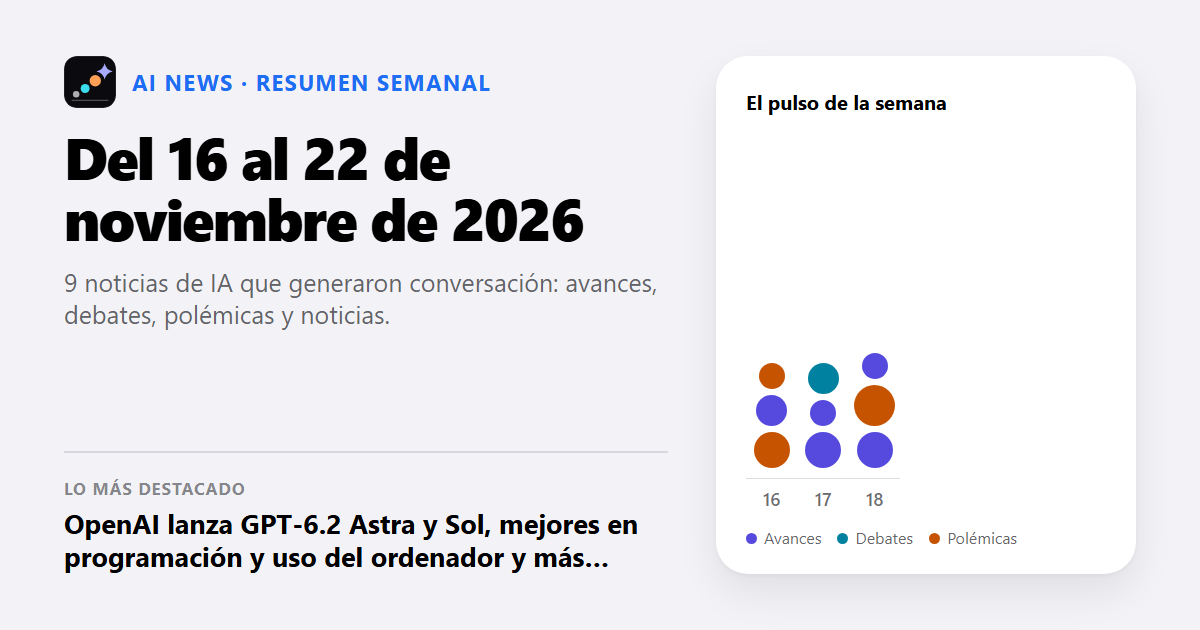 AI NEWS · RESUMEN SEMANAL
Del 16 al 22 de
noviembre de 2026
9 noticias de IA que generaron conversación: avances,
debates, polémicas y noticias.
LO MÁS DESTACADO
OpenAI lanza GPT-6.2 Astra y Sol, mejores en
programación y uso del ordenador y más…
El pulso de la semana
16 17 18
Avances Debates Polémicas